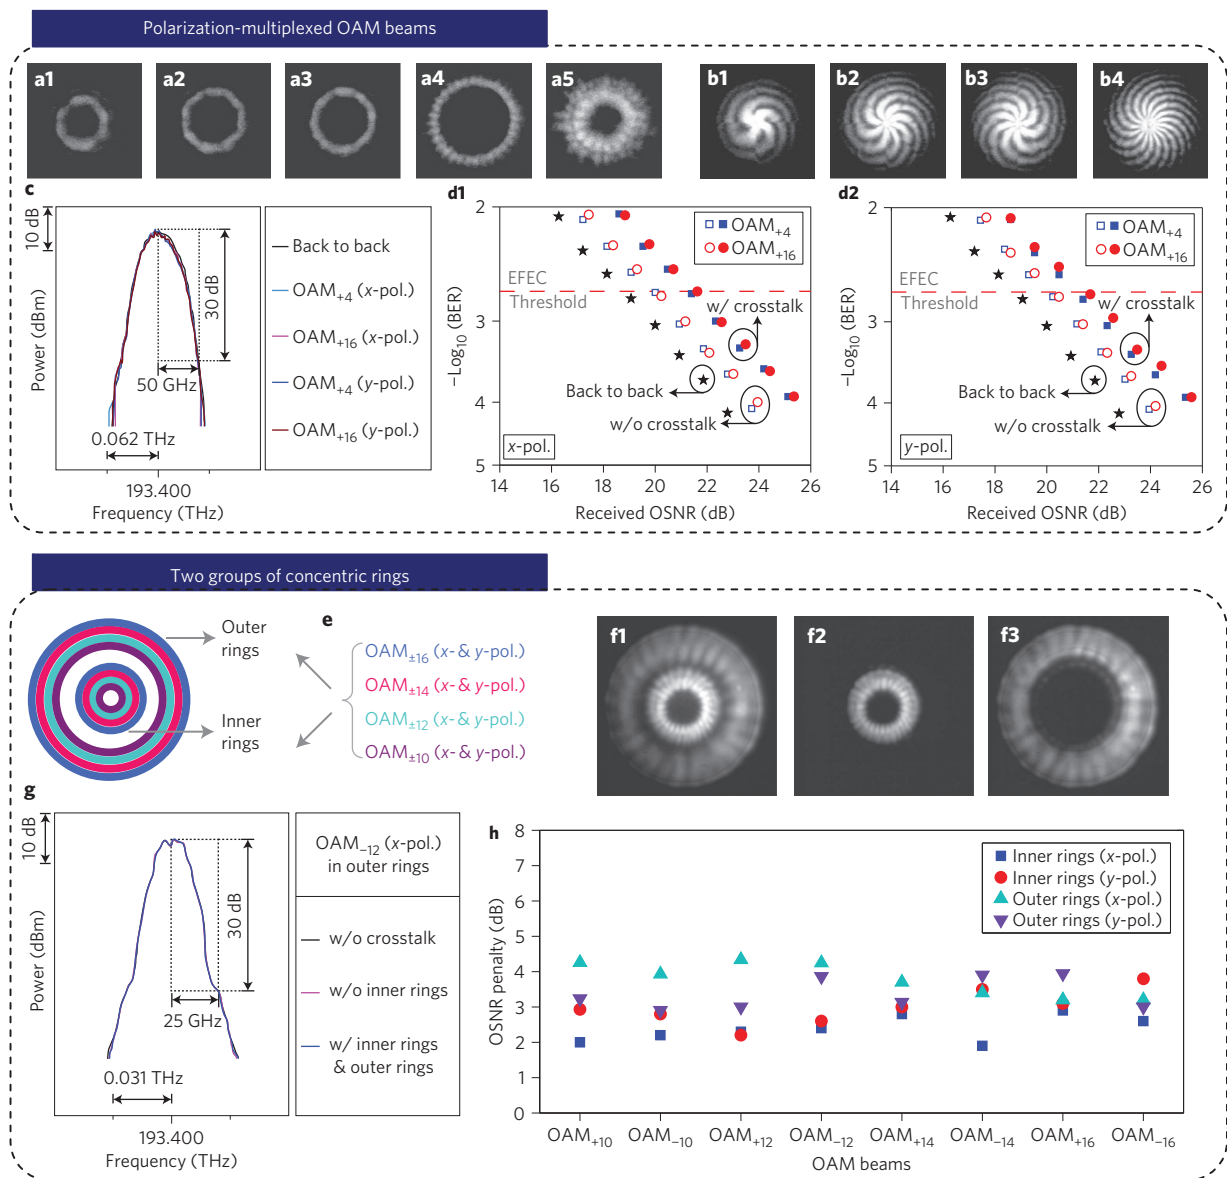 Polarization-multiplexed OAM beams
a1
a2
a3
a4
a5
b1
b2
b3
b4
c
10 dB
30 dB
50 GHz
0.062 THz
193.400
Frequency (THz)
Power (dBm)
Back to back
OAM+4 (x-pol.)
OAM+16 (x-pol.)
OAM+4 (y-pol.)
OAM+16 (y-pol.)
d1
2
3
4
5
−Log10 (BER)
OAM+4
OAM+16
EFEC
Threshold
w/ crosstalk
Back to back
w/o crosstalk
x-pol.
14 16 18 20 22 24 26
Received OSNR (dB)
d2
2
3
4
5
−Log10 (BER)
OAM+4
OAM+16
EFEC
Threshold
w/ crosstalk
Back to back
w/o crosstalk
y-pol.
14 16 18 20 22 24 26
Received OSNR (dB)
Two groups of concentric rings
Outer
rings
Inner
rings
e
OAM±16 (x- & y-pol.)
OAM±14 (x- & y-pol.)
OAM±12 (x- & y-pol.)
OAM±10 (x- & y-pol.)
f1
f2
f3
g
10 dB
30 dB
25 GHz
0.031 THz
193.400
Frequency (THz)
Power (dBm)
OAM−12 (x-pol.)
in outer rings
w/o crosstalk
w/o inner rings
w/ inner rings
& outer rings
h
8
7
6
5
4
3
2
1
0
OSNR penalty (dB)
Inner rings (x-pol.)
Inner rings (y-pol.)
Outer rings (x-pol.)
Outer rings (y-pol.)
OAM+10 OAM−10 OAM+12 OAM−12 OAM+14 OAM−14 OAM+16 OAM−16
OAM beams